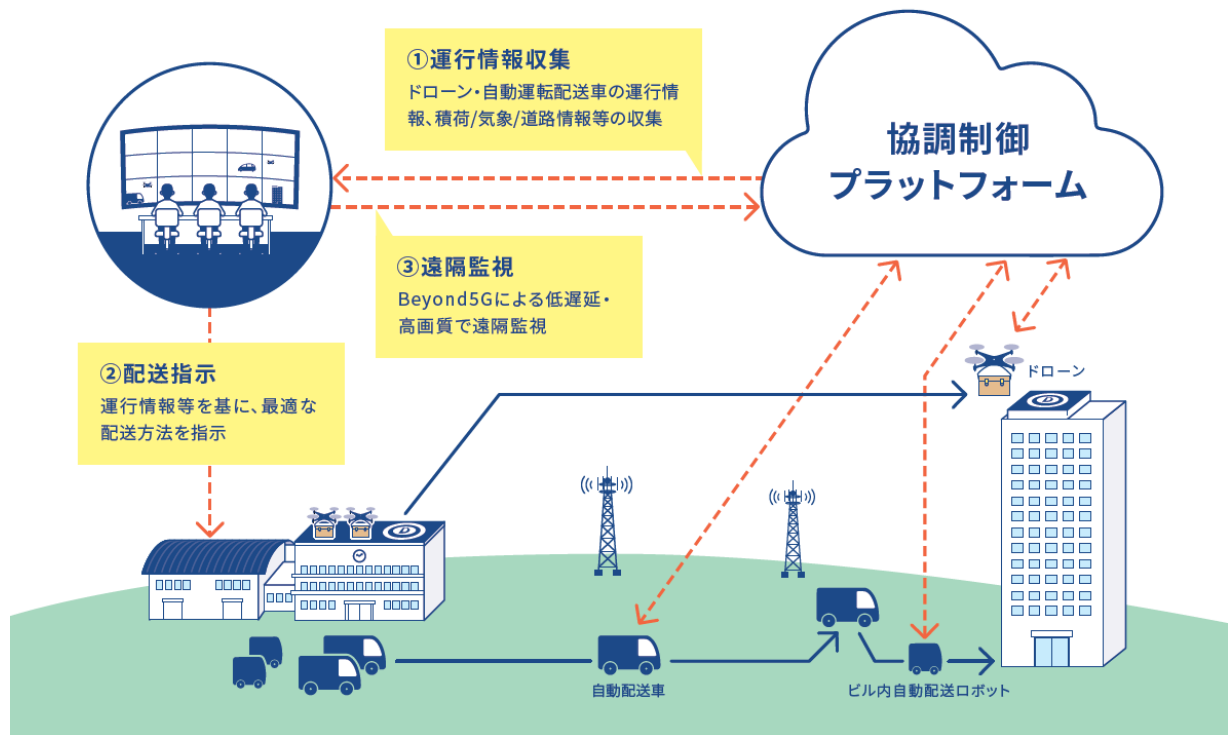 ①運行情報収集
ドローン・自動運転配送車の運行情
報、積荷/気象/道路情報等の収集
協調制御
プラットフォーム
③遠隔監視
Beyond5Gによる低遅延・
高画質で遠隔監視
②配送指示
運行情報等を基に、最適な
配送方法を指示
ドローン
D
D
自動配送車
ビル内自動配送ロボット